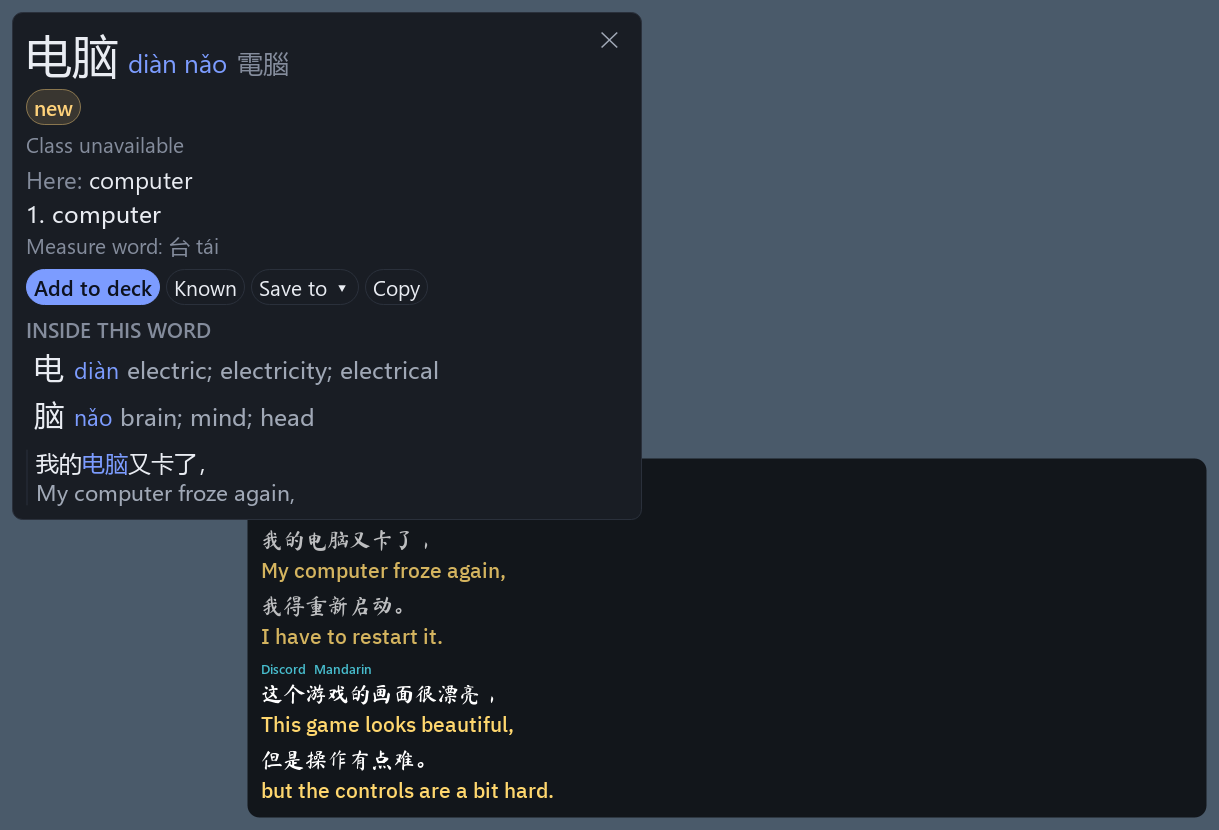 电脑 diàn nǎo 電腦
new
Class unavailable
Here: computer
1. computer
Measure word: 台 tái
Add to deck Known Save to ▾ Copy
INSIDE THIS WORD
电 diàn electric; electricity; electrical
脑 nǎo brain; mind; head
我的电脑又卡了，
My computer froze again,
我的电脑又卡了，
My computer froze again,
我得重新启动。
I have to restart it.
Discord Mandarin
这个游戏的画面很漂亮，
This game looks beautiful,
但是操作有点难。
but the controls are a bit hard.